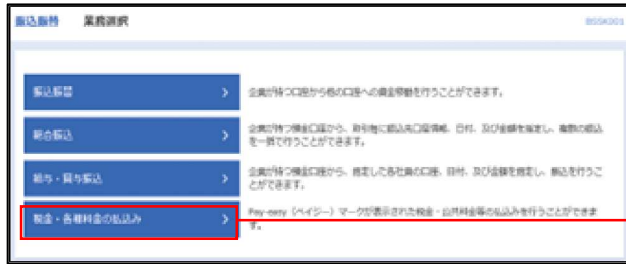 振込振替 業務選択 BSSK001
振込振替
企業が持つ口座から他の口座への資金移動を行うことができます。
総合振込
企業が持つ預金口座から、取引毎に振込先口座情報、日付、及び金額を指定し、複数の振込
を一括で行うことができます。
給与・賞与振込
企業が持つ預金口座から、指定した各社員の口座、日付、及び金額を指定し、振込を行うこ
とができます。
税金・各種料金の払込み
Pay-easy（ペイジー）マークが表示された税金・公共料金等の払込みを行うことができま
す。